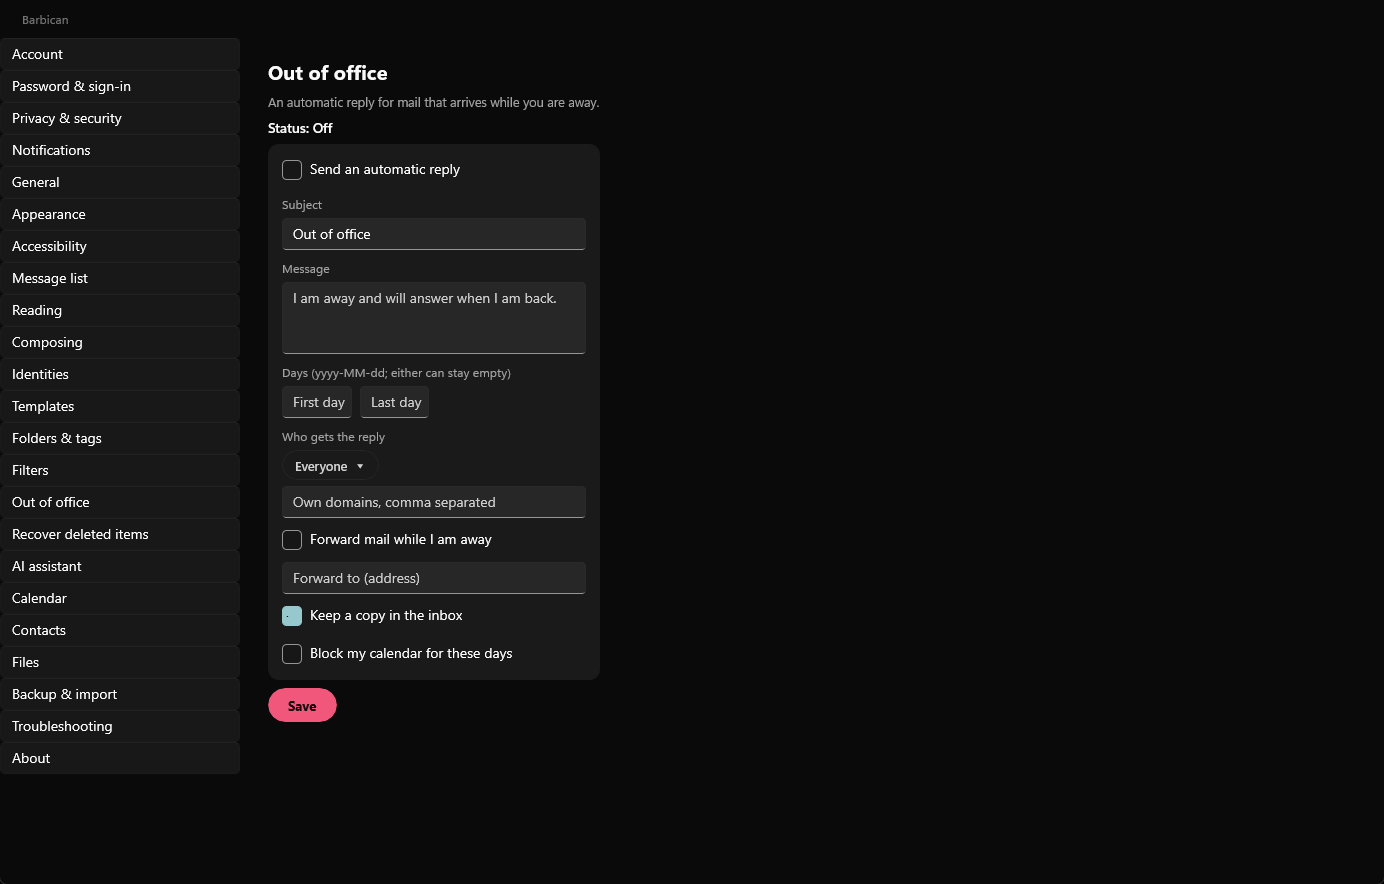 Barbican
Account
Password & sign-in
Privacy & security
Notifications
General
Appearance
Accessibility
Message list
Reading
Composing
Identities
Templates
Folders & tags
Filters
Out of office
Recover deleted items
AI assistant
Calendar
Contacts
Files
Backup & import
Troubleshooting
About
Out of office
An automatic reply for mail that arrives while you are away.
Status: Off
Send an automatic reply
Subject
Out of office
Message
I am away and will answer when I am back.
Days (yyyy-MM-dd; either can stay empty)
First day Last day
Who gets the reply
Everyone
Own domains, comma separated
Forward mail while I am away
Forward to (address)
Keep a copy in the inbox
Block my calendar for these days
Save